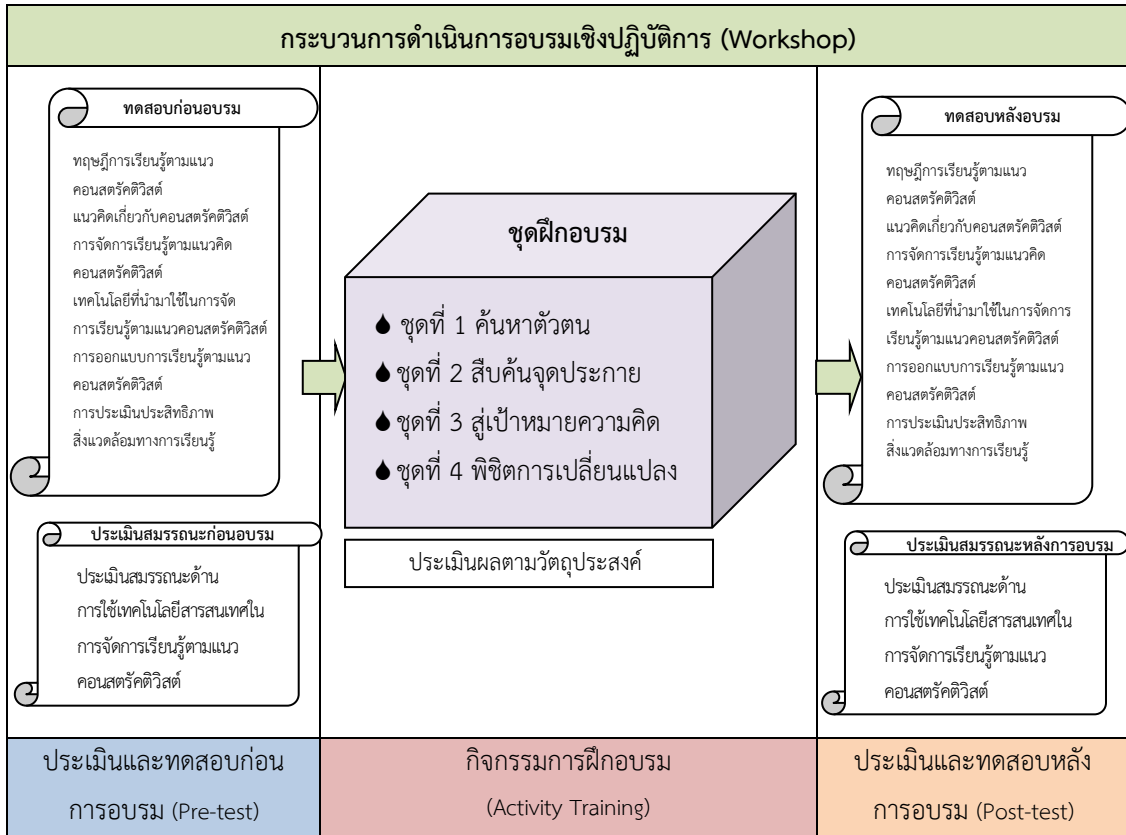 กระบวนการดำเนินการอบรมเชิงปฏิบัติการ (Workshop)
ทดสอบก่อนอบรม
ทฤษฎีการเรียนรู้ตามแนว
คอนสตรัคติวิสต์
แนวคิดเกี่ยวกับคอนสตรัคติวิสต์
การจัดการเรียนรู้ตามแนวคิด
คอนสตรัคติวิสต์
เทคโนโลยีที่นำมาใช้ในการจัด
การเรียนรู้ตามแนวคอนสตรัคติวิสต์
การออกแบบการเรียนรู้ตามแนว
คอนสตรัคติวิสต์
การประเมินประสิทธิภาพ
สิ่งแวดล้อมทางการเรียนรู้
ประเมินสมรรถนะก่อนอบรม
ประเมินสมรรถนะด้าน
การใช้เทคโนโลยีสารสนเทศใน
การจัดการเรียนรู้ตามแนว
คอนสตรัคติวิสต์
ชุดฝึกอบรม
ชุดที่ 1 ค้นหาตัวตน
ชุดที่ 2 สืบค้นจุดประกาย
ชุดที่ 3 สู่เป้าหมายความคิด
ชุดที่ 4 พิชิตการเปลี่ยนแปลง
ประเมินผลตามวัตถุประสงค์
ทดสอบหลังอบรม
ทฤษฎีการเรียนรู้ตามแนว
คอนสตรัคติวิสต์
แนวคิดเกี่ยวกับคอนสตรัคติวิสต์
การจัดการเรียนรู้ตามแนวคิด
คอนสตรัคติวิสต์
เทคโนโลยีที่นำมาใช้ในการจัดการ
เรียนรู้ตามแนวคอนสตรัคติวิสต์
การออกแบบการเรียนรู้ตามแนว
คอนสตรัคติวิสต์
การประเมินประสิทธิภาพ
สิ่งแวดล้อมทางการเรียนรู้
ประเมินสมรรถนะหลังการอบรม
ประเมินสมรรถนะด้าน
การใช้เทคโนโลยีสารสนเทศใน
การจัดการเรียนรู้ตามแนว
คอนสตรัคติวิสต์
ประเมินและทดสอบก่อน
การอบรม (Pre-test)
กิจกรรมการฝึกอบรม
(Activity Training)
ประเมินและทดสอบหลัง
การอบรม (Post-test)